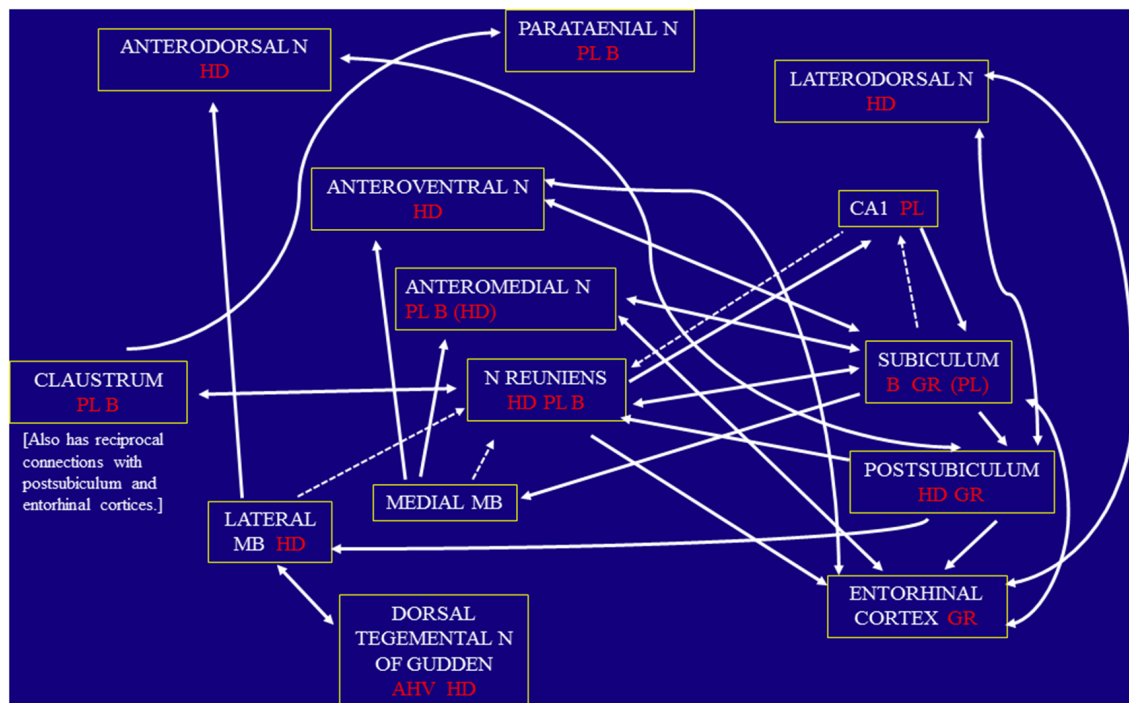 ANTERODORSAL N
HD
PARATAENIAL N
PL B
LATERODORSAL N
HD
ANTEROVENTRAL N
HD
CA1 PL
ANTEROMEDIAL N
PL B (HD)
SUBICULUM
B GR (PL)
CLAUSTRUM
PL B
N REUNIENS
HD PL B
[Also has reciprocal
connections with
postsubiculum and
entorhinal cortices.]
POSTSUBICULUM
HD GR
MEDIAL MB
LATERAL
MB HD
ENTORHINAL
CORTEX GR
DORSAL
TEGEMENTAL N
OF GUDDEN
AHV HD